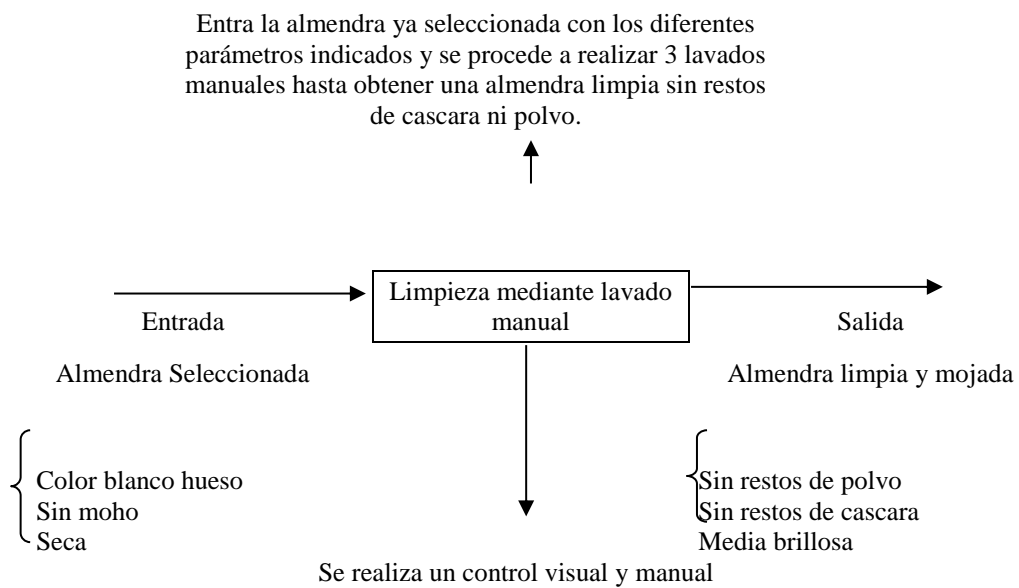 Entra la almendra ya seleccionada con los diferentes
parámetros indicados y se procede a realizar 3 lavados
manuales hasta obtener una almendra limpia sin restos
de cascara ni polvo.
Limpieza mediante lavado
manual
Entrada
Salida
Almendra Seleccionada
Almendra limpia y mojada
Color blanco hueso
Sin moho
Seca
Sin restos de polvo
Sin restos de cascara
Media brillosa
Se realiza un control visual y manual